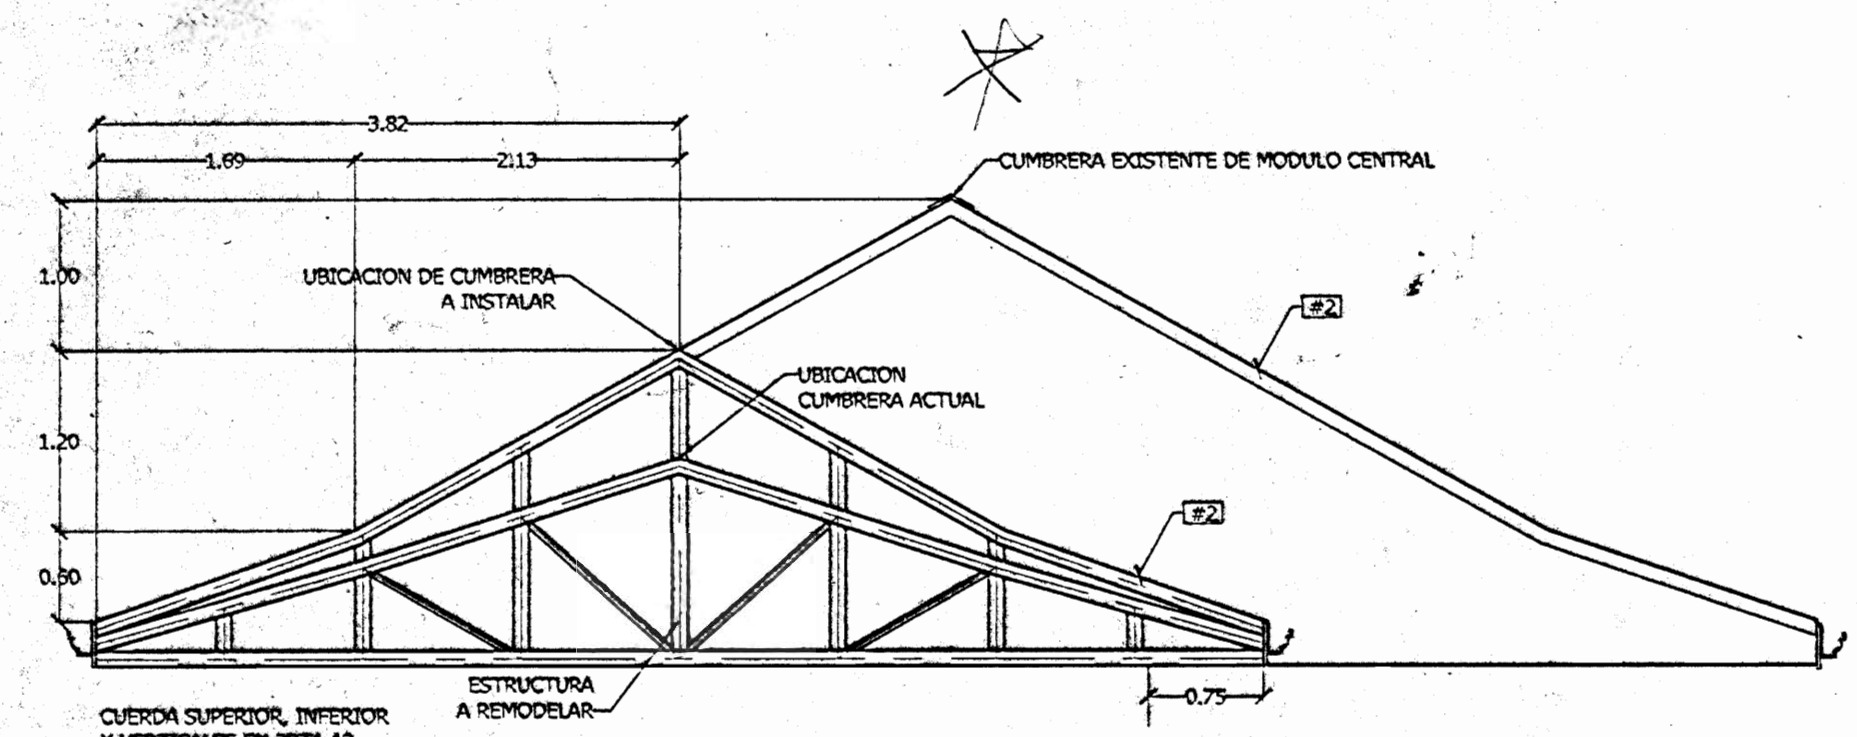 3.82
1.69
2.13
CUMBRERA EXISTENTE DE MODULO CENTRAL
1.00
UBICACION DE CUMBRERA
A INSTALAR
#2
UBICACION
CUMBRERA ACTUAL
1.20
#2
0.60
ESTRUCTURA
A REMODELAR
0.75
CUERDA SUPERIOR, INFERIOR